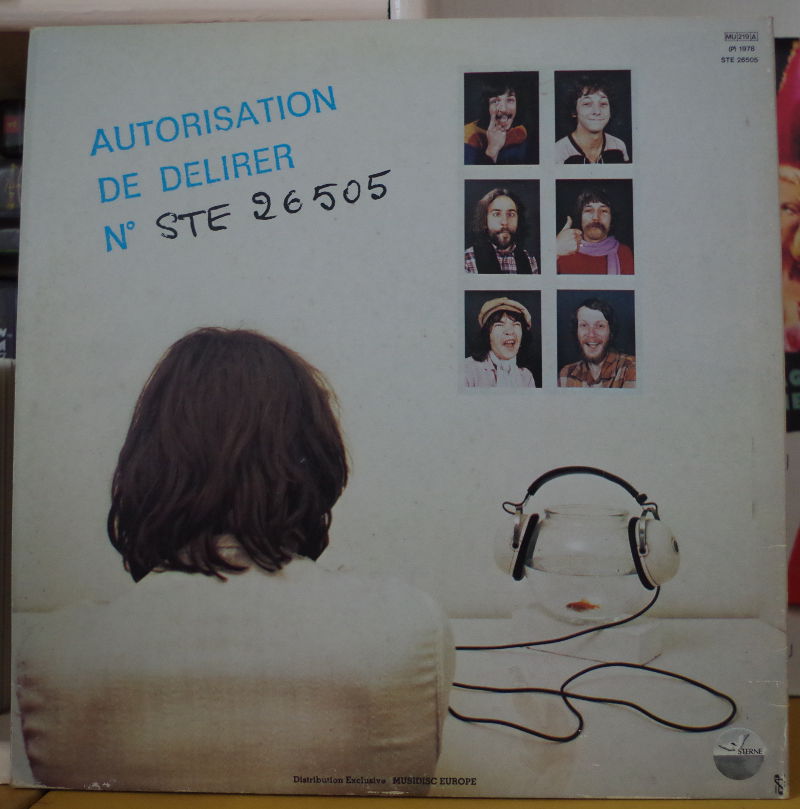 AUTORISATION
DE DELIRER
N° STE 26505
MU 219 A
(P) 1978
STE 26505
STERNE
Distribution Exclusive MUSIDISC EUROPE